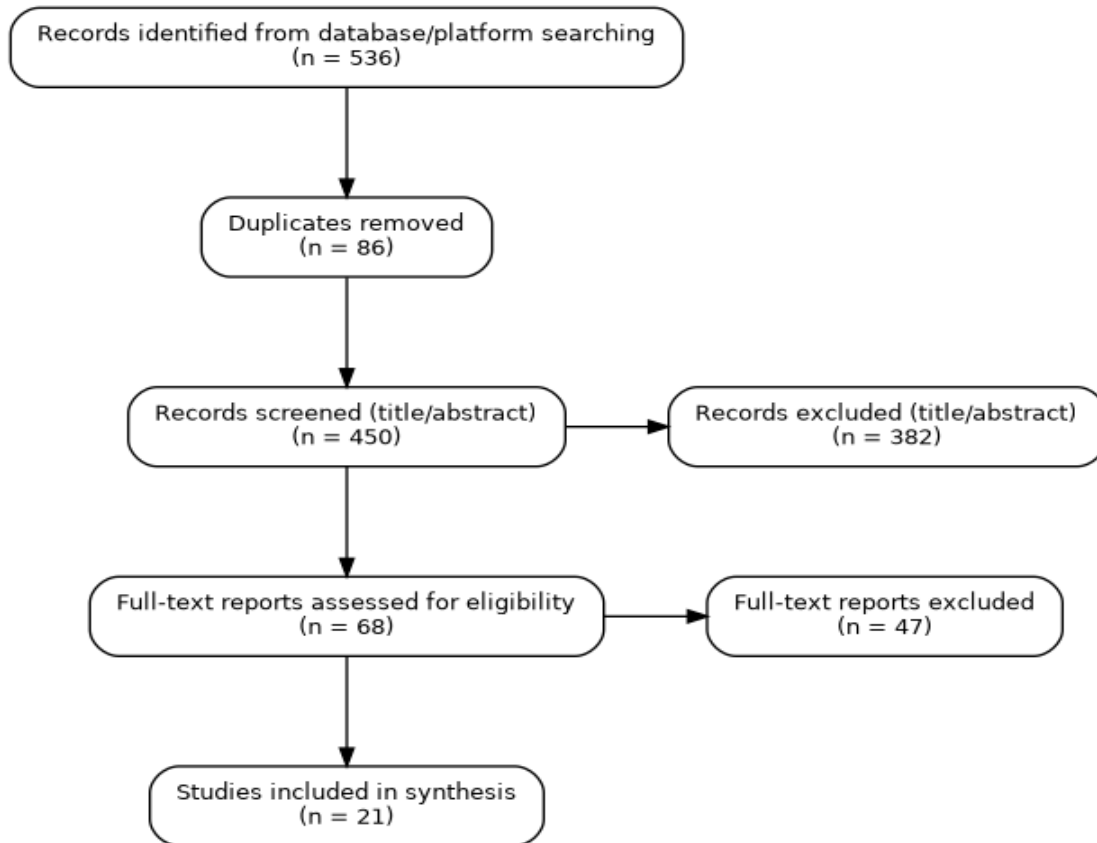 Records identified from database/platform searching
(n = 536)
Duplicates removed
(n = 86)
Records screened (title/abstract)
(n = 450)
Records excluded (title/abstract)
(n = 382)
Full-text reports assessed for eligibility
(n = 68)
Full-text reports excluded
(n = 47)
Studies included in synthesis
(n = 21)